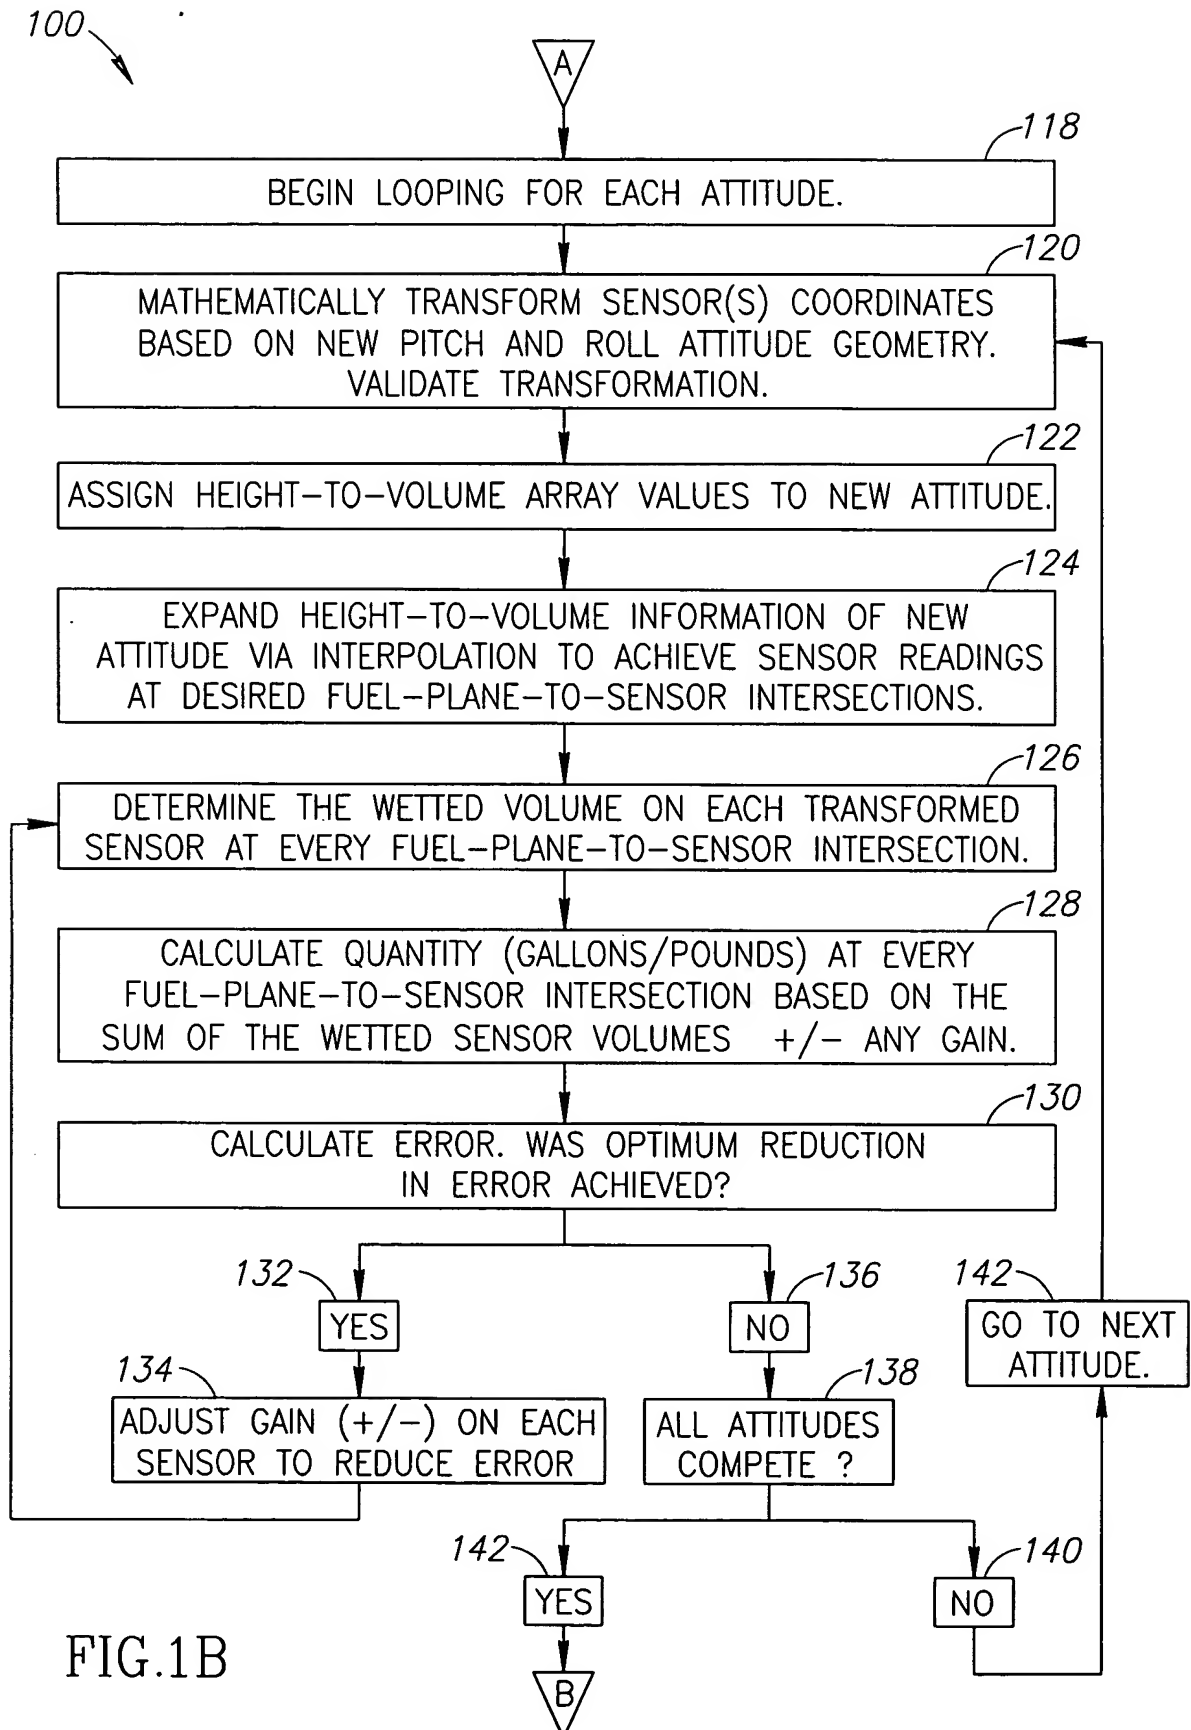 100
A
118
BEGIN LOOPING FOR EACH ATTITUDE.
120
MATHEMATICALLY TRANSFORM SENSOR(S) COORDINATES
BASED ON NEW PITCH AND ROLL ATTITUDE GEOMETRY.
VALIDATE TRANSFORMATION.
122
ASSIGN HEIGHT-TO-VOLUME ARRAY VALUES TO NEW ATTITUDE.
124
EXPAND HEIGHT-TO-VOLUME INFORMATION OF NEW
ATTITUDE VIA INTERPOLATION TO ACHIEVE SENSOR READINGS
AT DESIRED FUEL-PLANE-TO-SENSOR INTERSECTIONS.
126
DETERMINE THE WETTED VOLUME ON EACH TRANSFORMED
SENSOR AT EVERY FUEL-PLANE-TO-SENSOR INTERSECTION.
128
CALCULATE QUANTITY (GALLONS/POUNDS) AT EVERY
FUEL-PLANE-TO-SENSOR INTERSECTION BASED ON THE
SUM OF THE WETTED SENSOR VOLUMES +/- ANY GAIN.
130
CALCULATE ERROR. WAS OPTIMUM REDUCTION
IN ERROR ACHIEVED?
132
YES
136
NO
142
GO TO NEXT
ATTITUDE.
134
ADJUST GAIN (+/-) ON EACH
SENSOR TO REDUCE ERROR
138
ALL ATTITUDES
COMPETE ?
142
YES
140
NO
B
FIG.1B